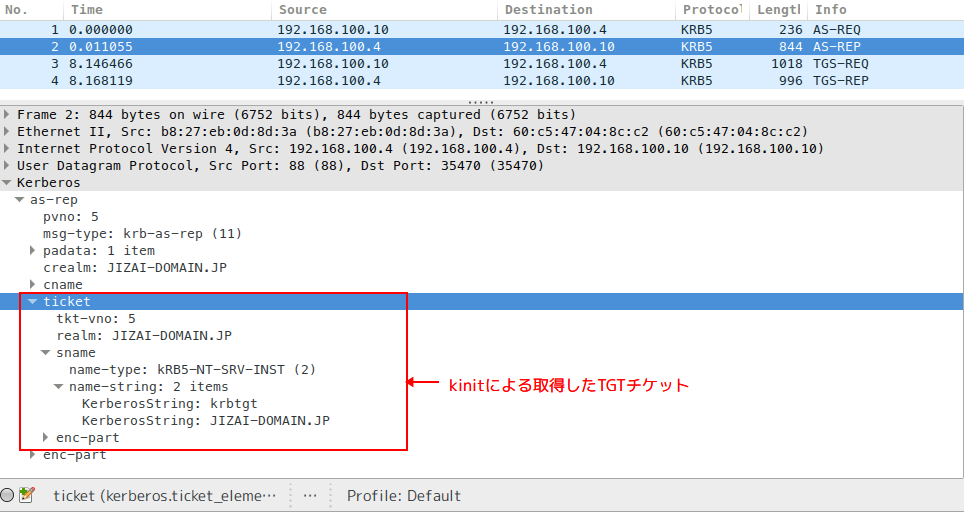 No. Time Source Destination Protocol Length Info
1 0.000000 192.168.100.10 192.168.100.4 KRB5 236 AS-REQ
2 0.011055 192.168.100.4 192.168.100.10 KRB5 844 AS-REP
3 8.146466 192.168.100.10 192.168.100.4 KRB5 1018 TGS-REQ
4 8.168119 192.168.100.4 192.168.100.10 KRB5 996 TGS-REP
Frame 2: 844 bytes on wire (6752 bits), 844 bytes captured (6752 bits)
Ethernet II, Src: b8:27:eb:0d:8d:3a (b8:27:eb:0d:8d:3a), Dst: 60:c5:47:04:8c:c2 (60:c5:47:04:8c:c2)
Internet Protocol Version 4, Src: 192.168.100.4 (192.168.100.4), Dst: 192.168.100.10 (192.168.100.10)
User Datagram Protocol, Src Port: 88 (88), Dst Port: 35470 (35470)
Kerberos
as-rep
pvno: 5
msg-type: krb-as-rep (11)
padata: 1 item
crealm: JIZAI-DOMAIN.JP
cname
ticket
tkt-vno: 5
realm: JIZAI-DOMAIN.JP
sname
name-type: kRB5-NT-SRV-INST (2)
name-string: 2 items
kinitによる取得したTGTチケット
KerberosString: krbtgt
KerberosString: JIZAI-DOMAIN.JP
enc-part
enc-part
ticket (kerberos.ticket_eleme… … Profile: Default